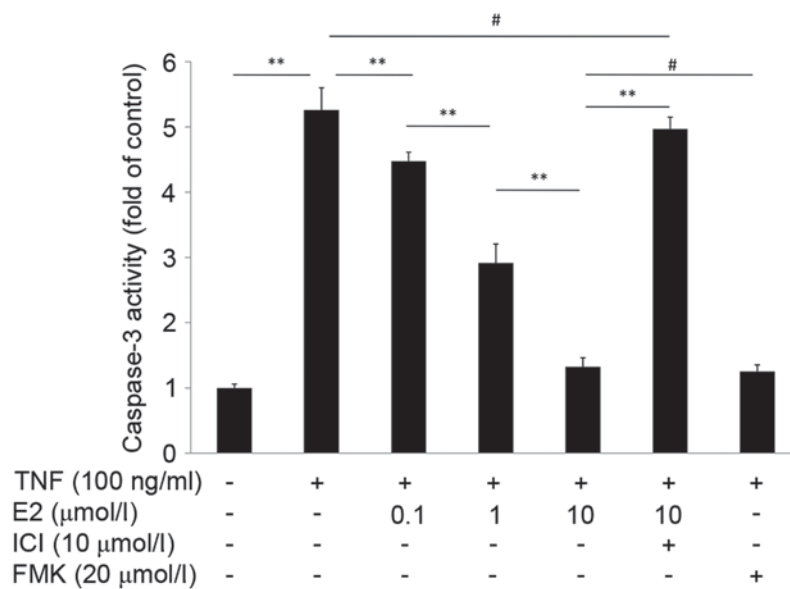 #
** ** #
**
**
**
Caspase-3 activity (fold of control)
6
5
4
3
2
1
0
TNF (100 ng/ml) - + + + + + +
E2 (μmol/l) - - 0.1 1 10 10 -
ICI (10 μmol/l) - - - - - + -
FMK (20 μmol/l) - - - - - - +